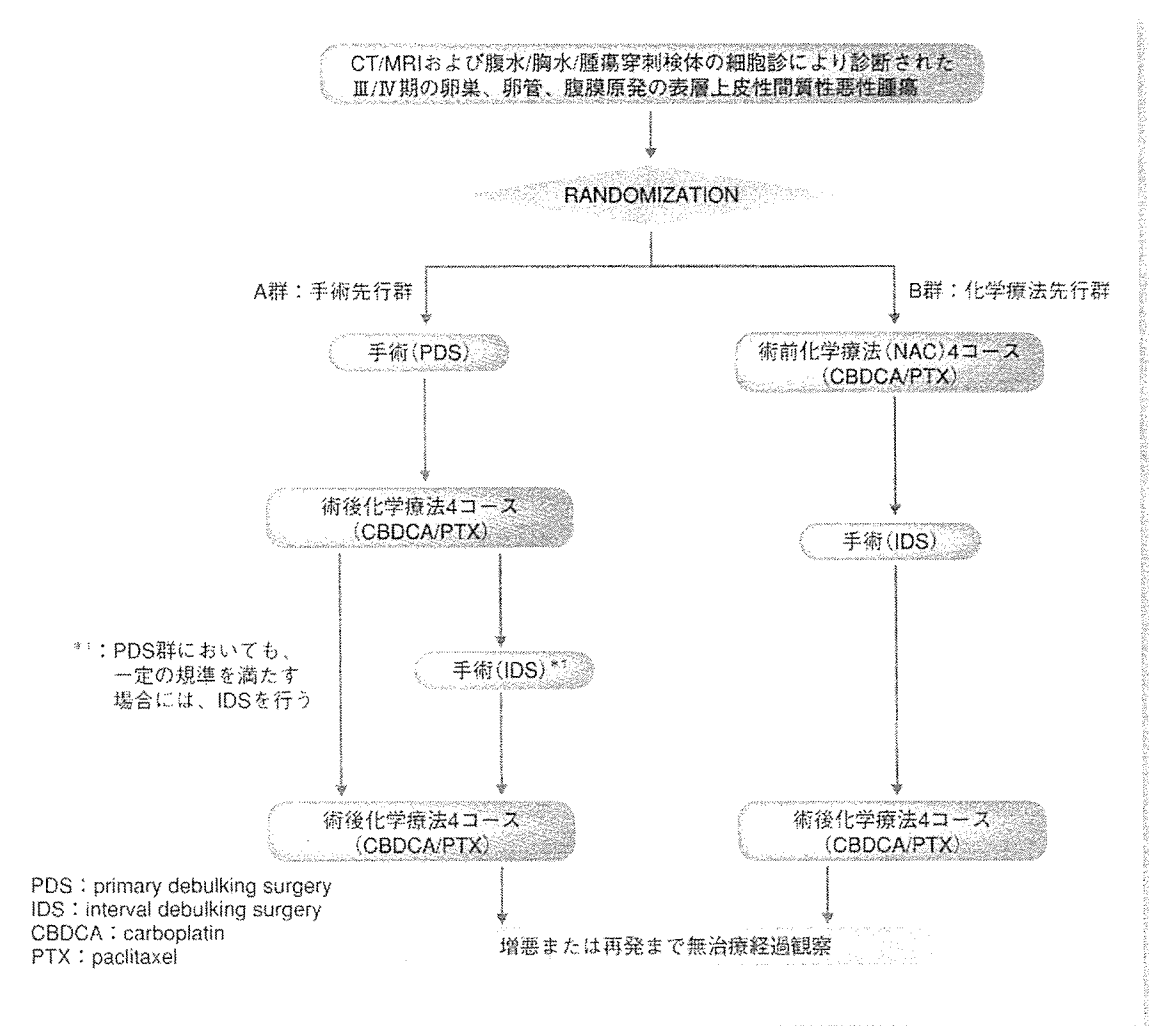 CT/MRIおよび腹水/胸水/腫瘍穿刺検体の細胞診により診断された
Ⅲ/Ⅳ期の卵巣、卵管、腹膜原発の表層上皮性間質性悪性腫瘍
RANDOMIZATION
A群：手術先行群
B群：化学療法先行群
手術(PDS)
術前化学療法(NAC)4コース
(CBDCA/PTX)
術後化学療法4コース
(CBDCA/PTX)
手術(IDS)
*1：PDS群においても、
一定の規準を満たす
場合には、IDSを行う
手術(IDS)*1
術後化学療法4コース
(CBDCA/PTX)
術後化学療法4コース
(CBDCA/PTX)
PDS：primary debulking surgery
IDS：interval debulking surgery
CBDCA：carboplatin
PTX：paclitaxel
増悪または再発まで無治療経過観察